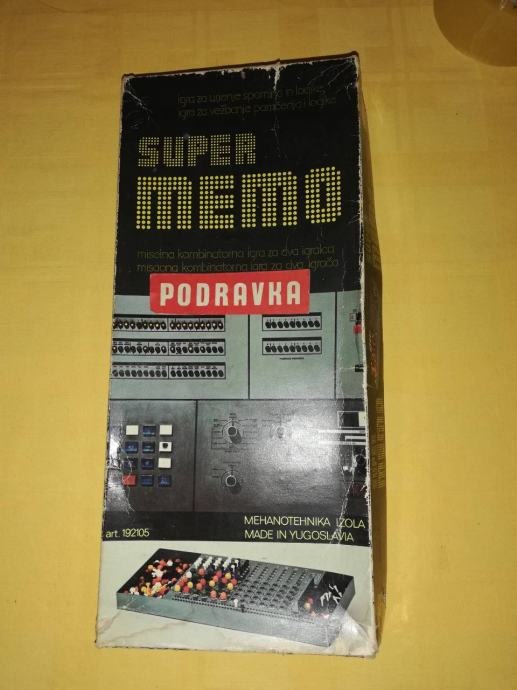 igra za urjenje spomina in logike
igra za vežbanje pamćenja i logike
SUPER
MEMO
miselna kombinatorna igra za dva igralca
misaona kombinatorna igra za dva igrača
PODRAVKA
art. 192105
MEHANOTEHNIKA IZOLA
MADE IN YUGOSLAVIA